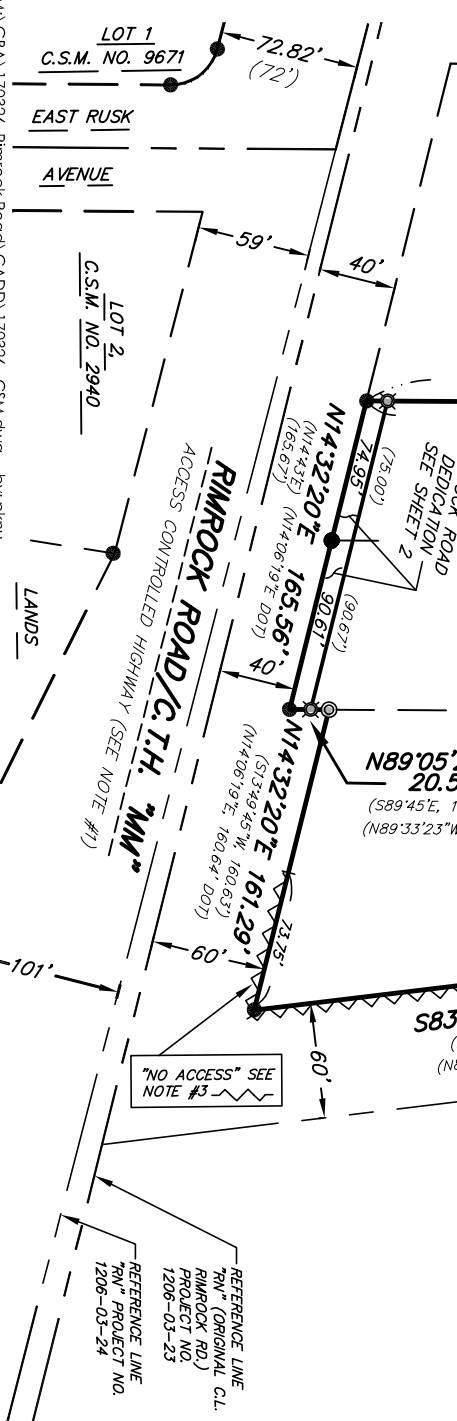 LOT 1
C.S.M. NO. 9671
72.82'
(72')
EAST RUSK
AVENUE
59'
40'
LOT 2,
C.S.M. NO. 2940
ROAD
DEDICATION
SEE SHEET 2
(75.00')
74.95'
(90.67')
90.61'
N14°32'20"E 165.56'
(N14°43'E) (N14°06'19"E DOT)
(165.67')
40'
RIMROCK ROAD/C.T.H. "MM"
ACCESS CONTROLLED HIGHWAY (SEE NOTE #1)
LANDS
N89°05'
20.5
(S89°45'E,
(N89°33'23"W
N14°32'20"E 161.29'
(S13°49'45"W, 160.63')
(N14°06'19"E, 160.64' DOT)
73.75'
60'
101'
S83
60'
"NO ACCESS" SEE
NOTE #3
REFERENCE LINE
"RN" (ORIGINAL C.L.
RIMROCK RD.)
PROJECT NO.
1206-03-23
REFERENCE LINE
"RN" PROJECT NO.
1206-03-24